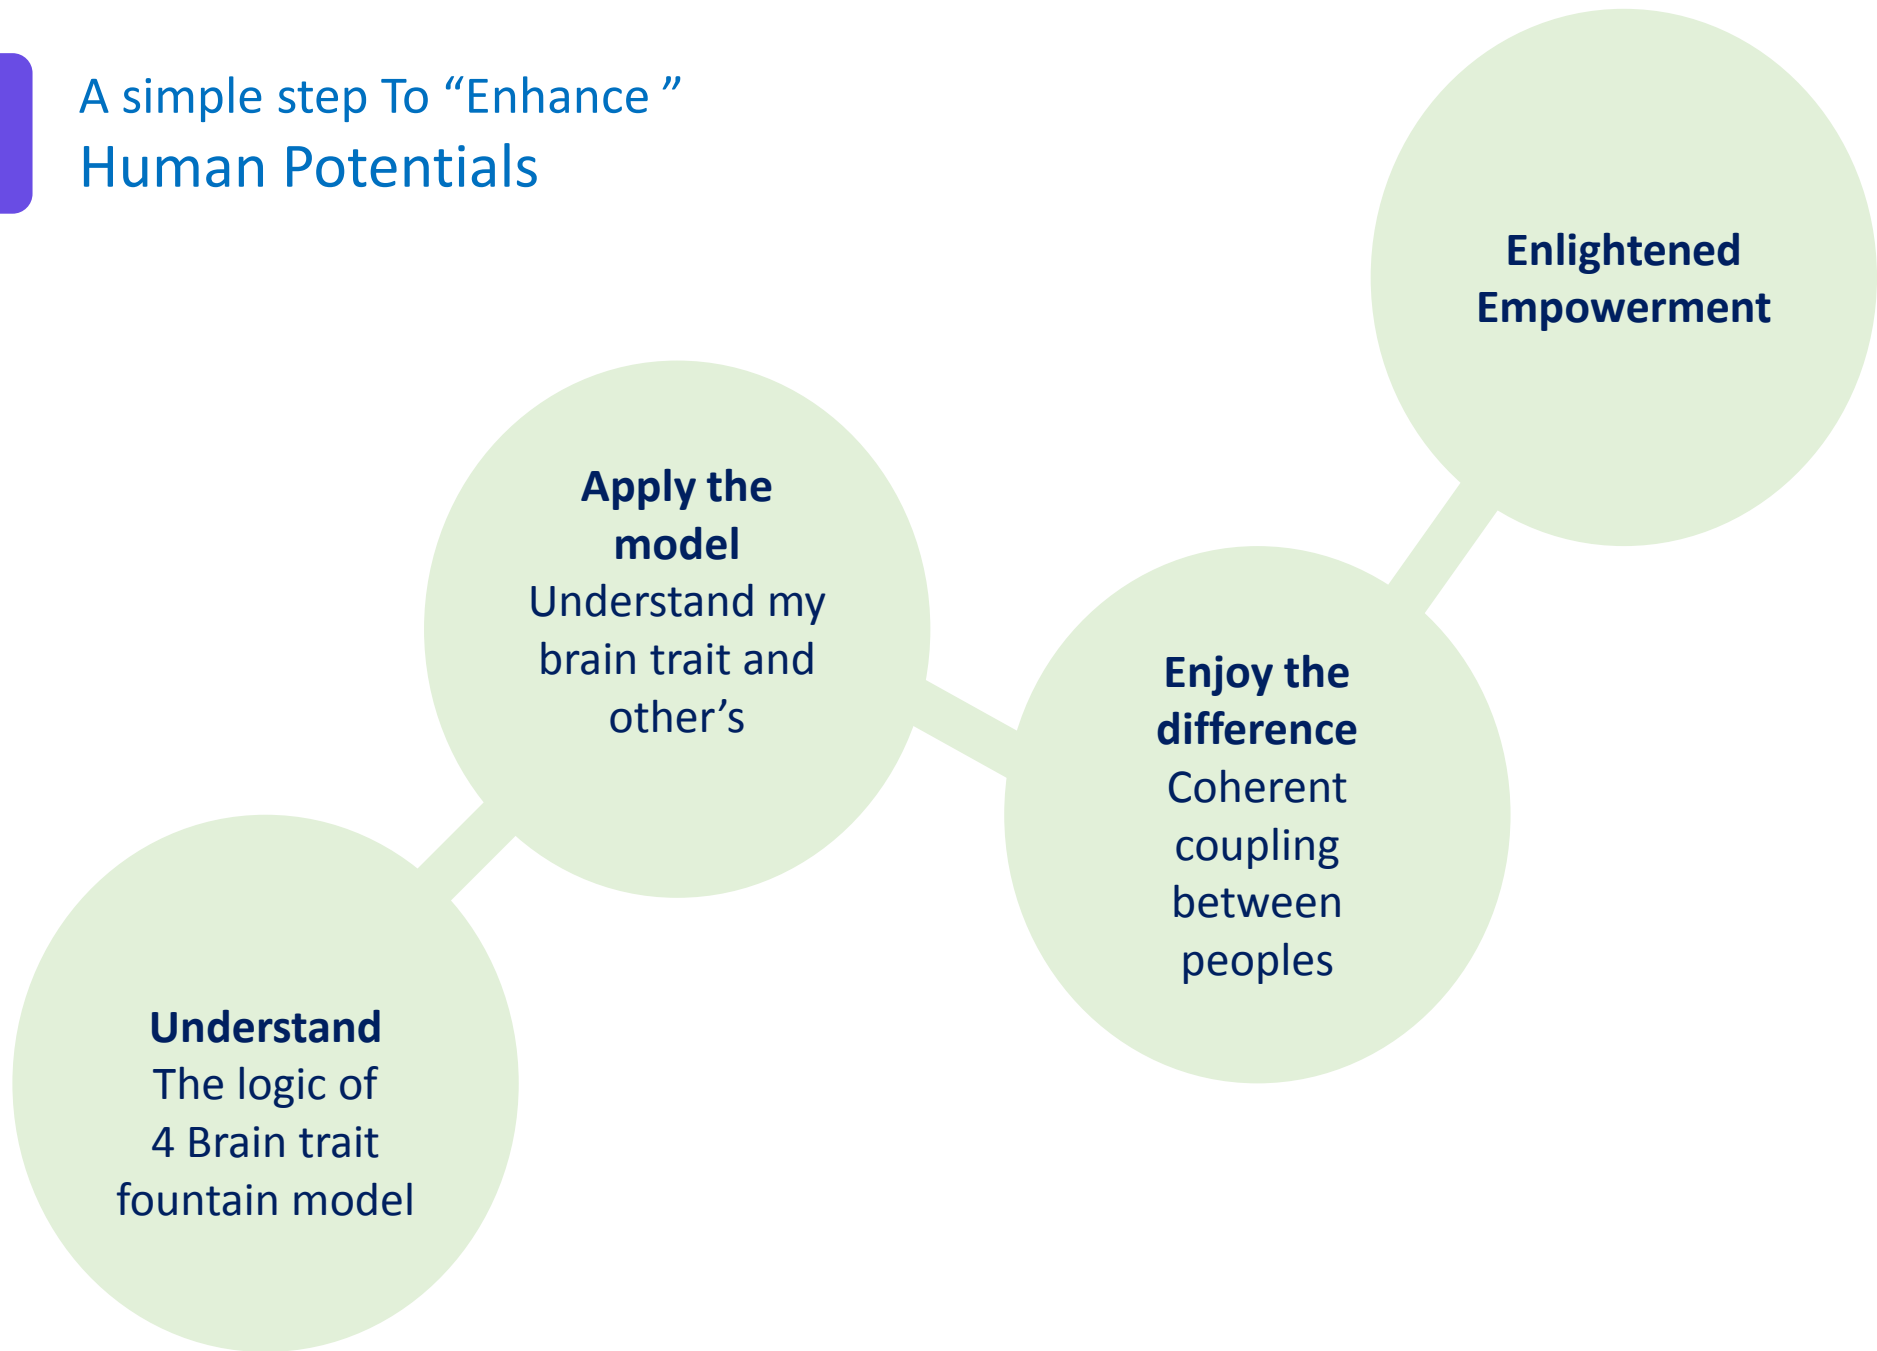 A simple step To “Enhance ”
Human Potentials
Enlightened
Empowerment
Apply the
model
Understand my
brain trait and
other’s
Enjoy the
difference
Coherent
coupling
between
peoples
Understand
The logic of
4 Brain trait
fountain model